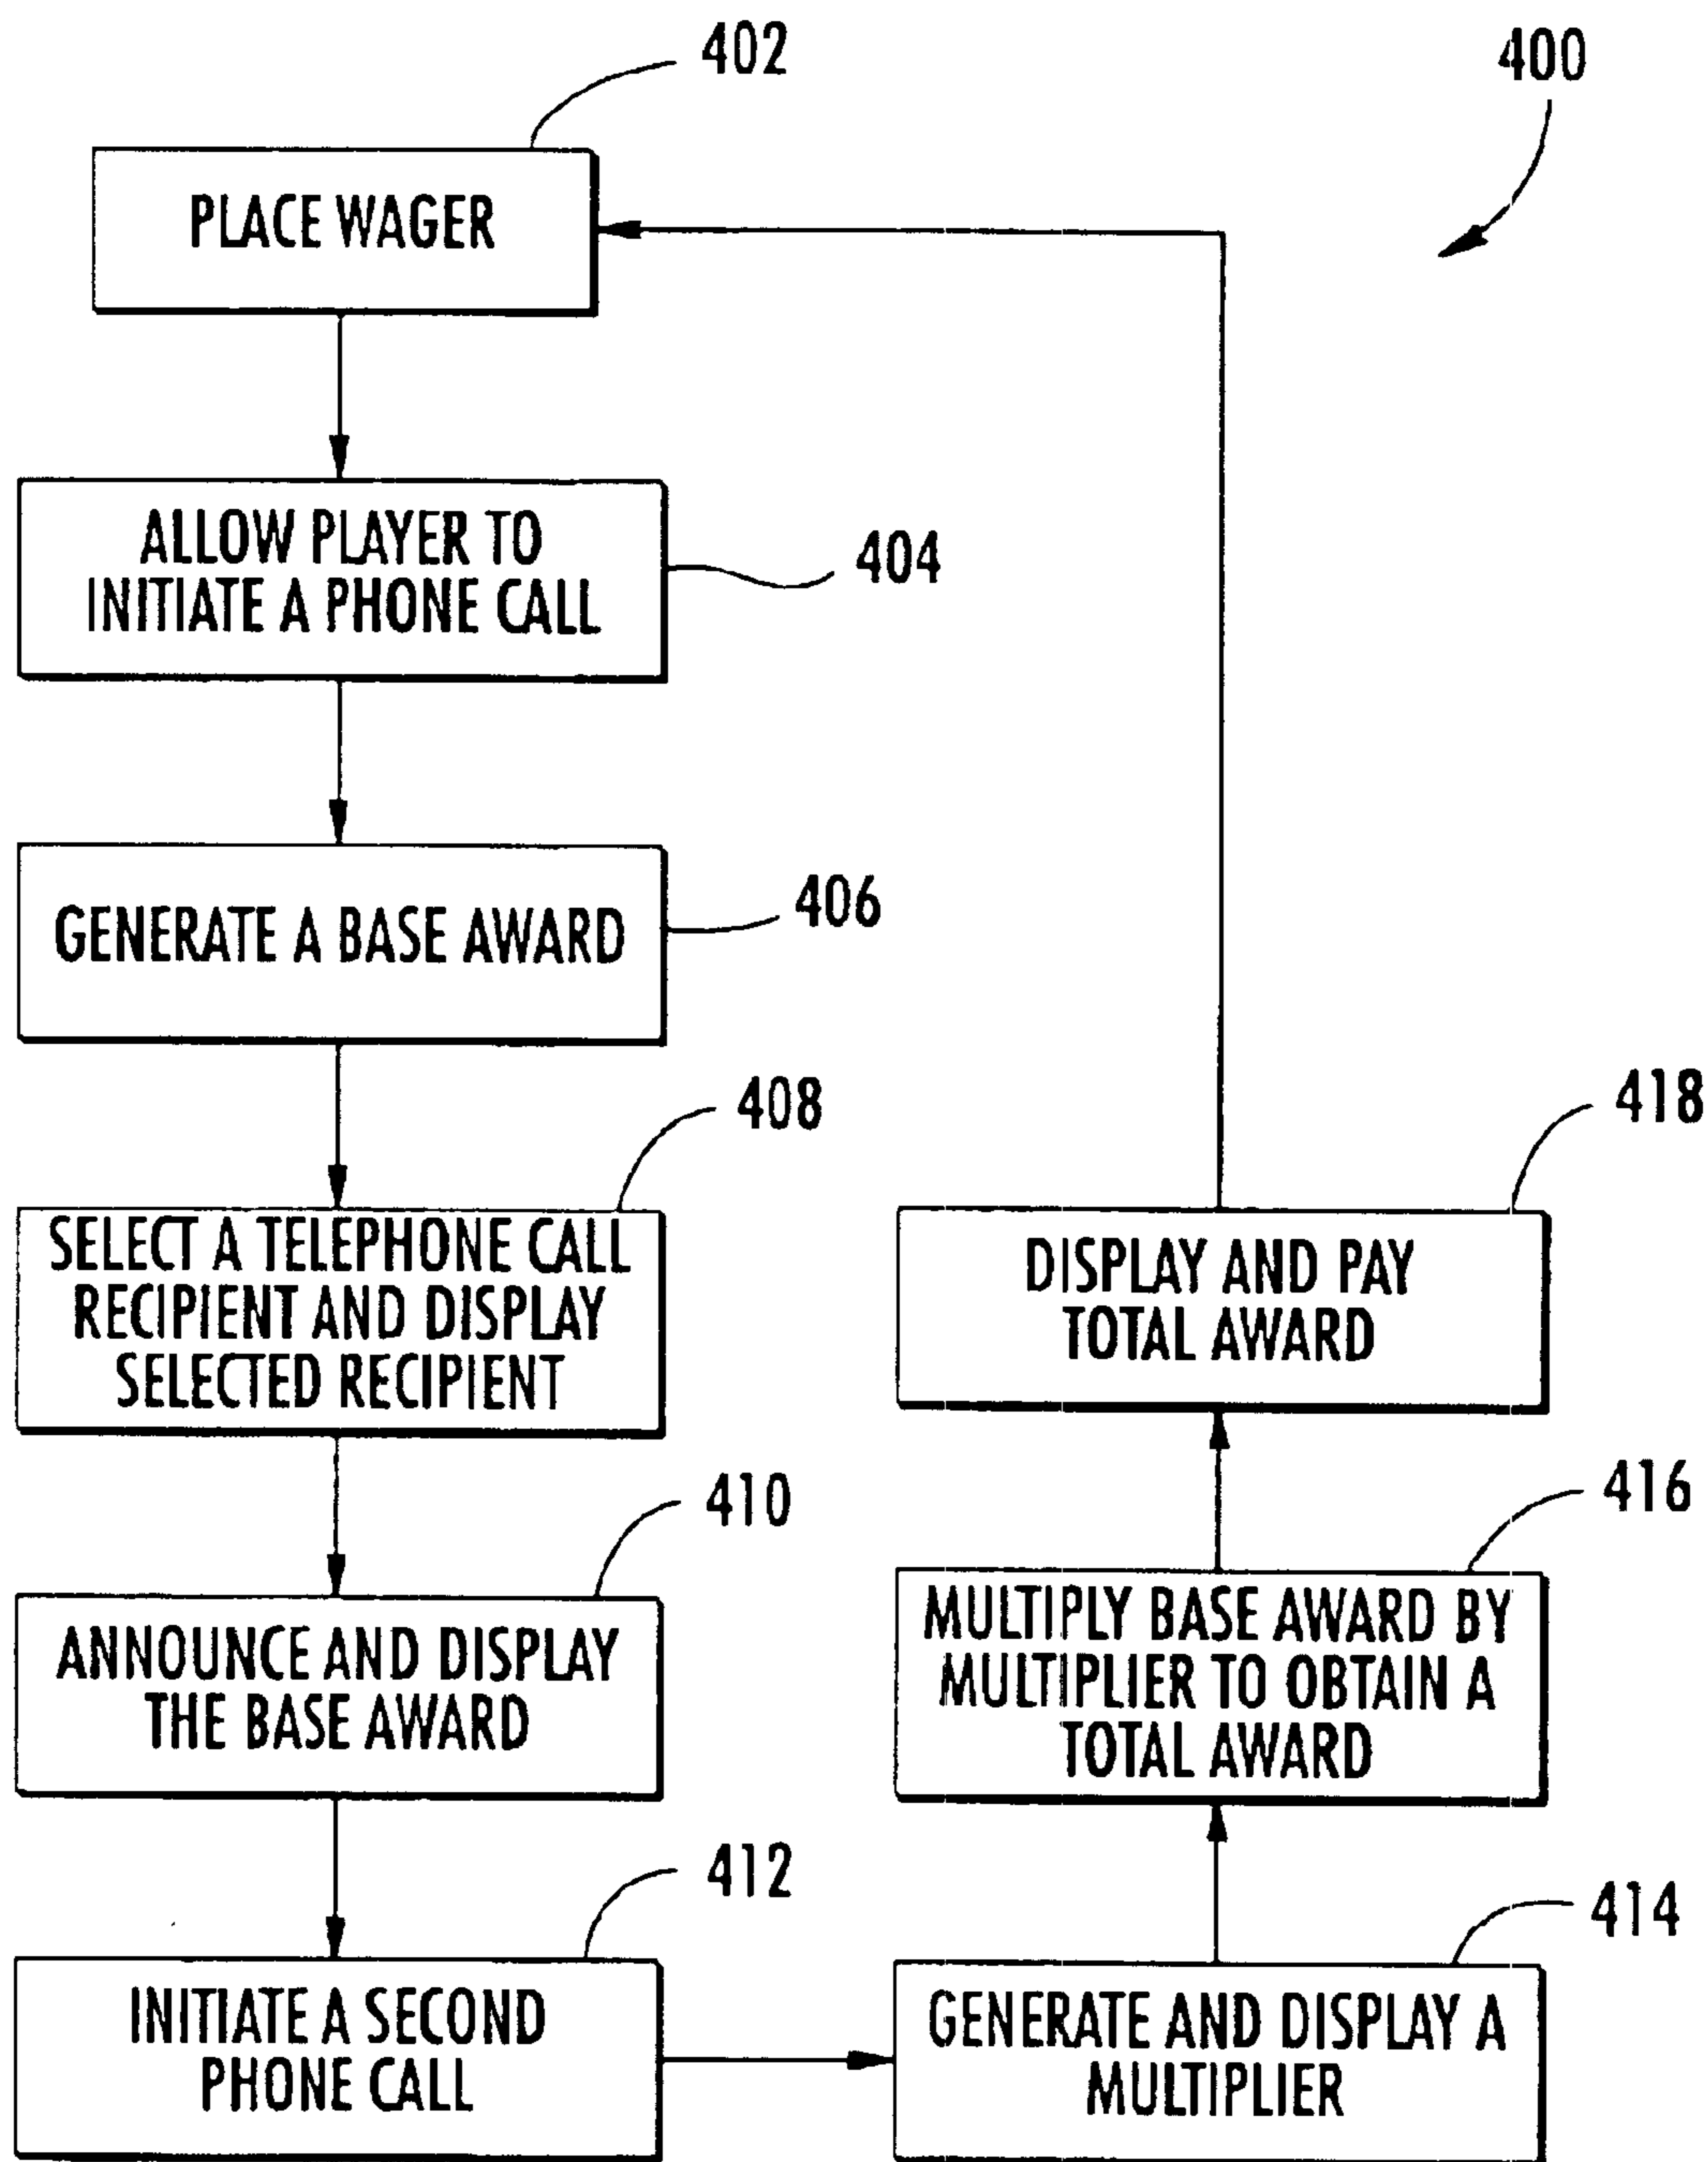 402
400
PLACE WAGER
ALLOW PLAYER TO
INITIATE A PHONE CALL
404
GENERATE A BASE AWARD
406
408
SELECT A TELEPHONE CALL
RECIPIENT AND DISPLAY
SELECTED RECIPIENT
410
ANNOUNCE AND DISPLAY
THE BASE AWARD
412
INITIATE A SECOND
PHONE CALL
414
GENERATE AND DISPLAY A
MULTIPLIER
416
MULTIPLY BASE AWARD BY
MULTIPLIER TO OBTAIN A
TOTAL AWARD
418
DISPLAY AND PAY
TOTAL AWARD